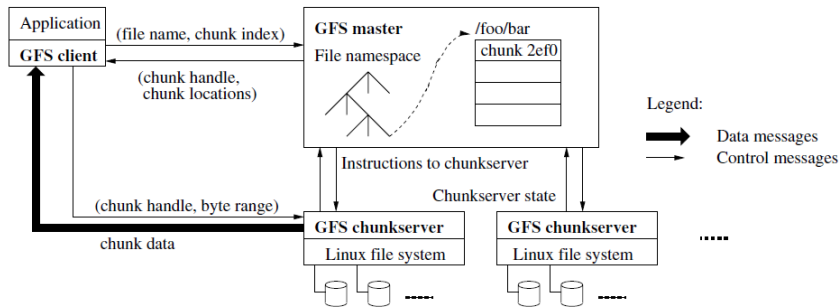 Application
GFS client
(file name, chunk index)
(chunk handle,
chunk locations)
GFS master
File namespace
/foo/bar
chunk 2ef0
Legend:
Data messages
Control messages
Instructions to chunkserver
Chunkserver state
(chunk handle, byte range)
chunk data
GFS chunkserver
Linux file system
GFS chunkserver
Linux file system